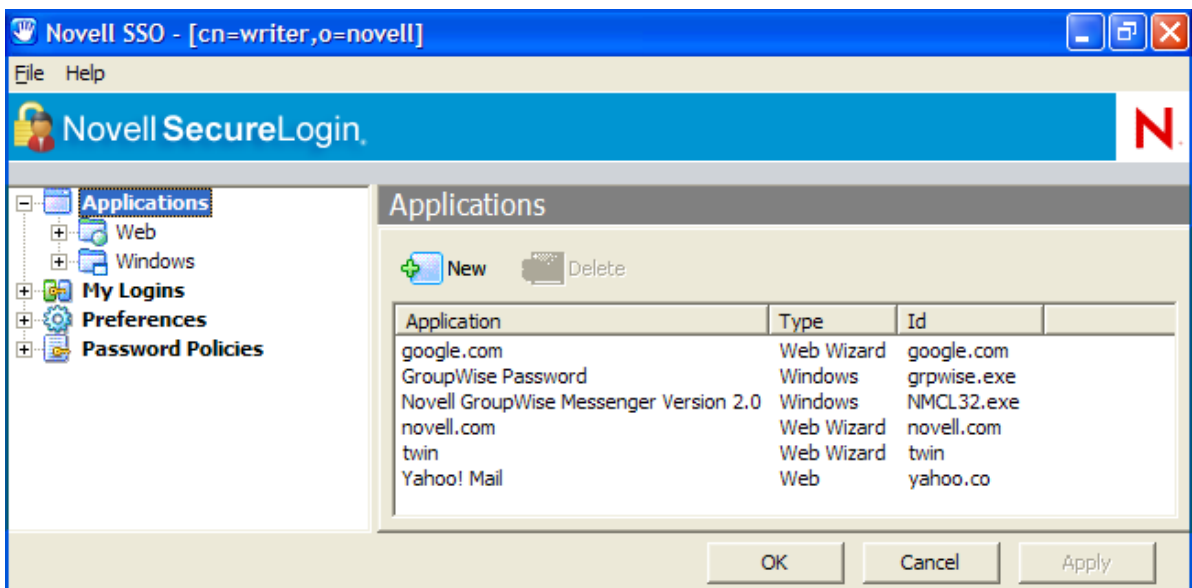 Novell SSO - [cn=writer,o=novell]
File Help
Novell SecureLogin.
N.
Applications
Web
Windows
My Logins
Preferences
Password Policies
Applications
New Delete
Application Type Id
google.com Web Wizard google.com
GroupWise Password Windows grpwise.exe
Novell GroupWise Messenger Version 2.0 Windows NMCL32.exe
novell.com Web Wizard novell.com
twin Web Wizard twin
Yahoo! Mail Web yahoo.co
OK Cancel Apply